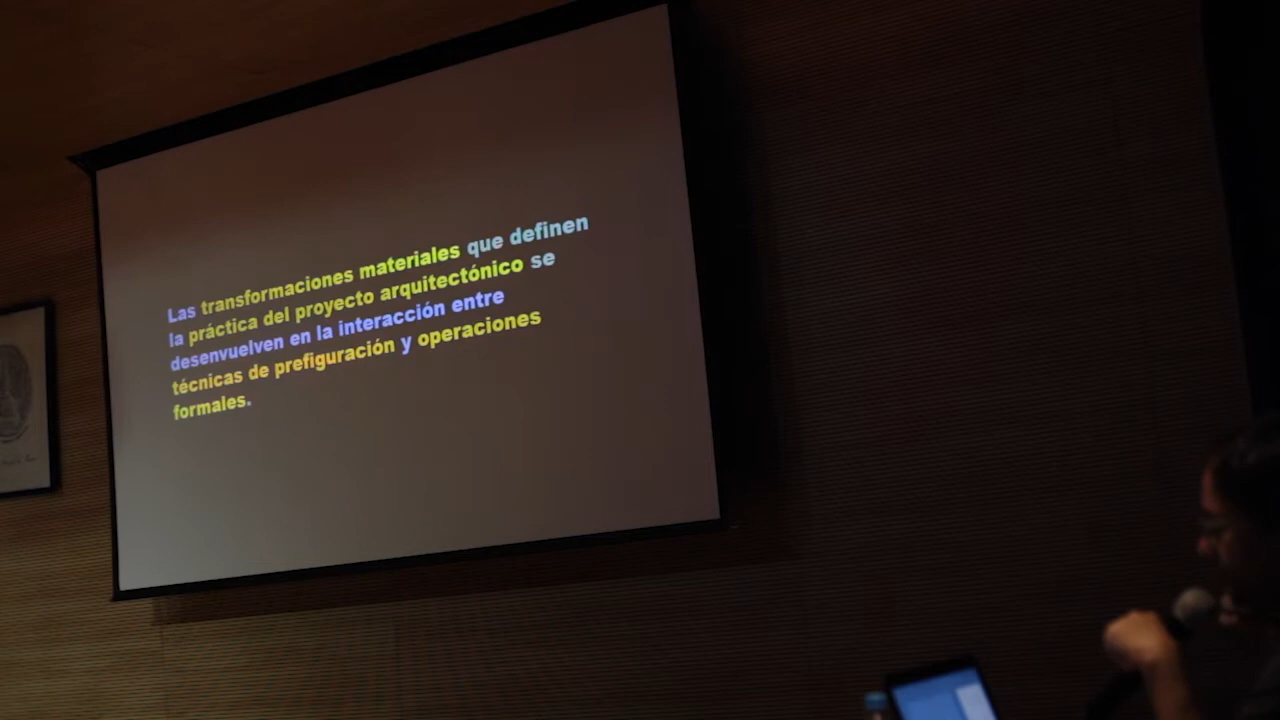 Las transformaciones materiales que definen
la práctica del proyecto arquitectónico se
desenvuelven en la interacción entre
técnicas de prefiguración y operaciones
formales.